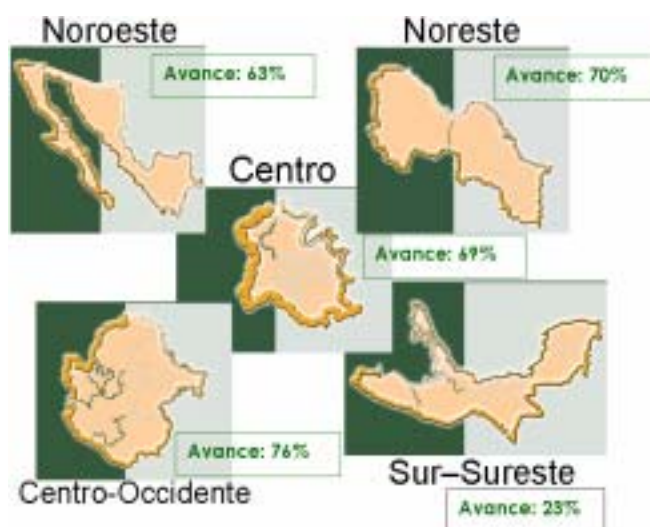 Noroeste
Avance: 63%
Noreste
Avance: 70%
Centro
Avance: 69%
Centro-Occidente
Avance: 76%
Sur–Sureste
Avance: 23%